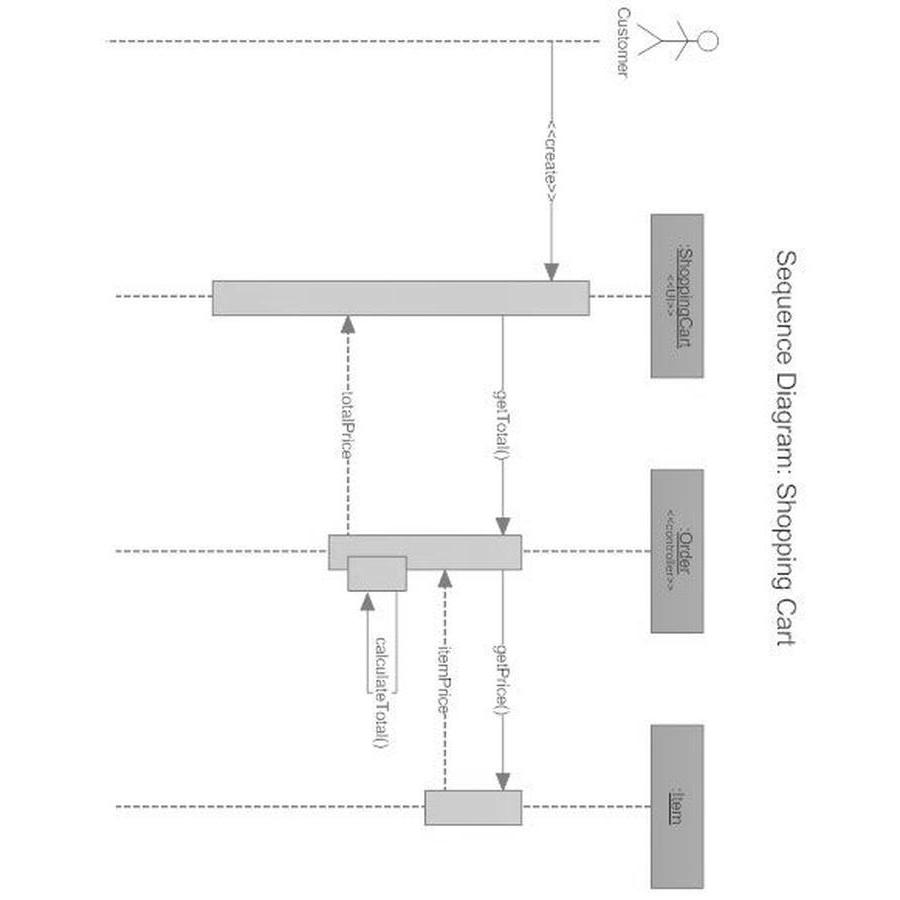 Sequence Diagram: Shopping Cart
Customer
:ShoppingCart
<<UI>>
:Order
<<controller>>
:Item
<<create>>
getTotal()
getPrice()
itemPrice
calculateTotal()
totalPrice